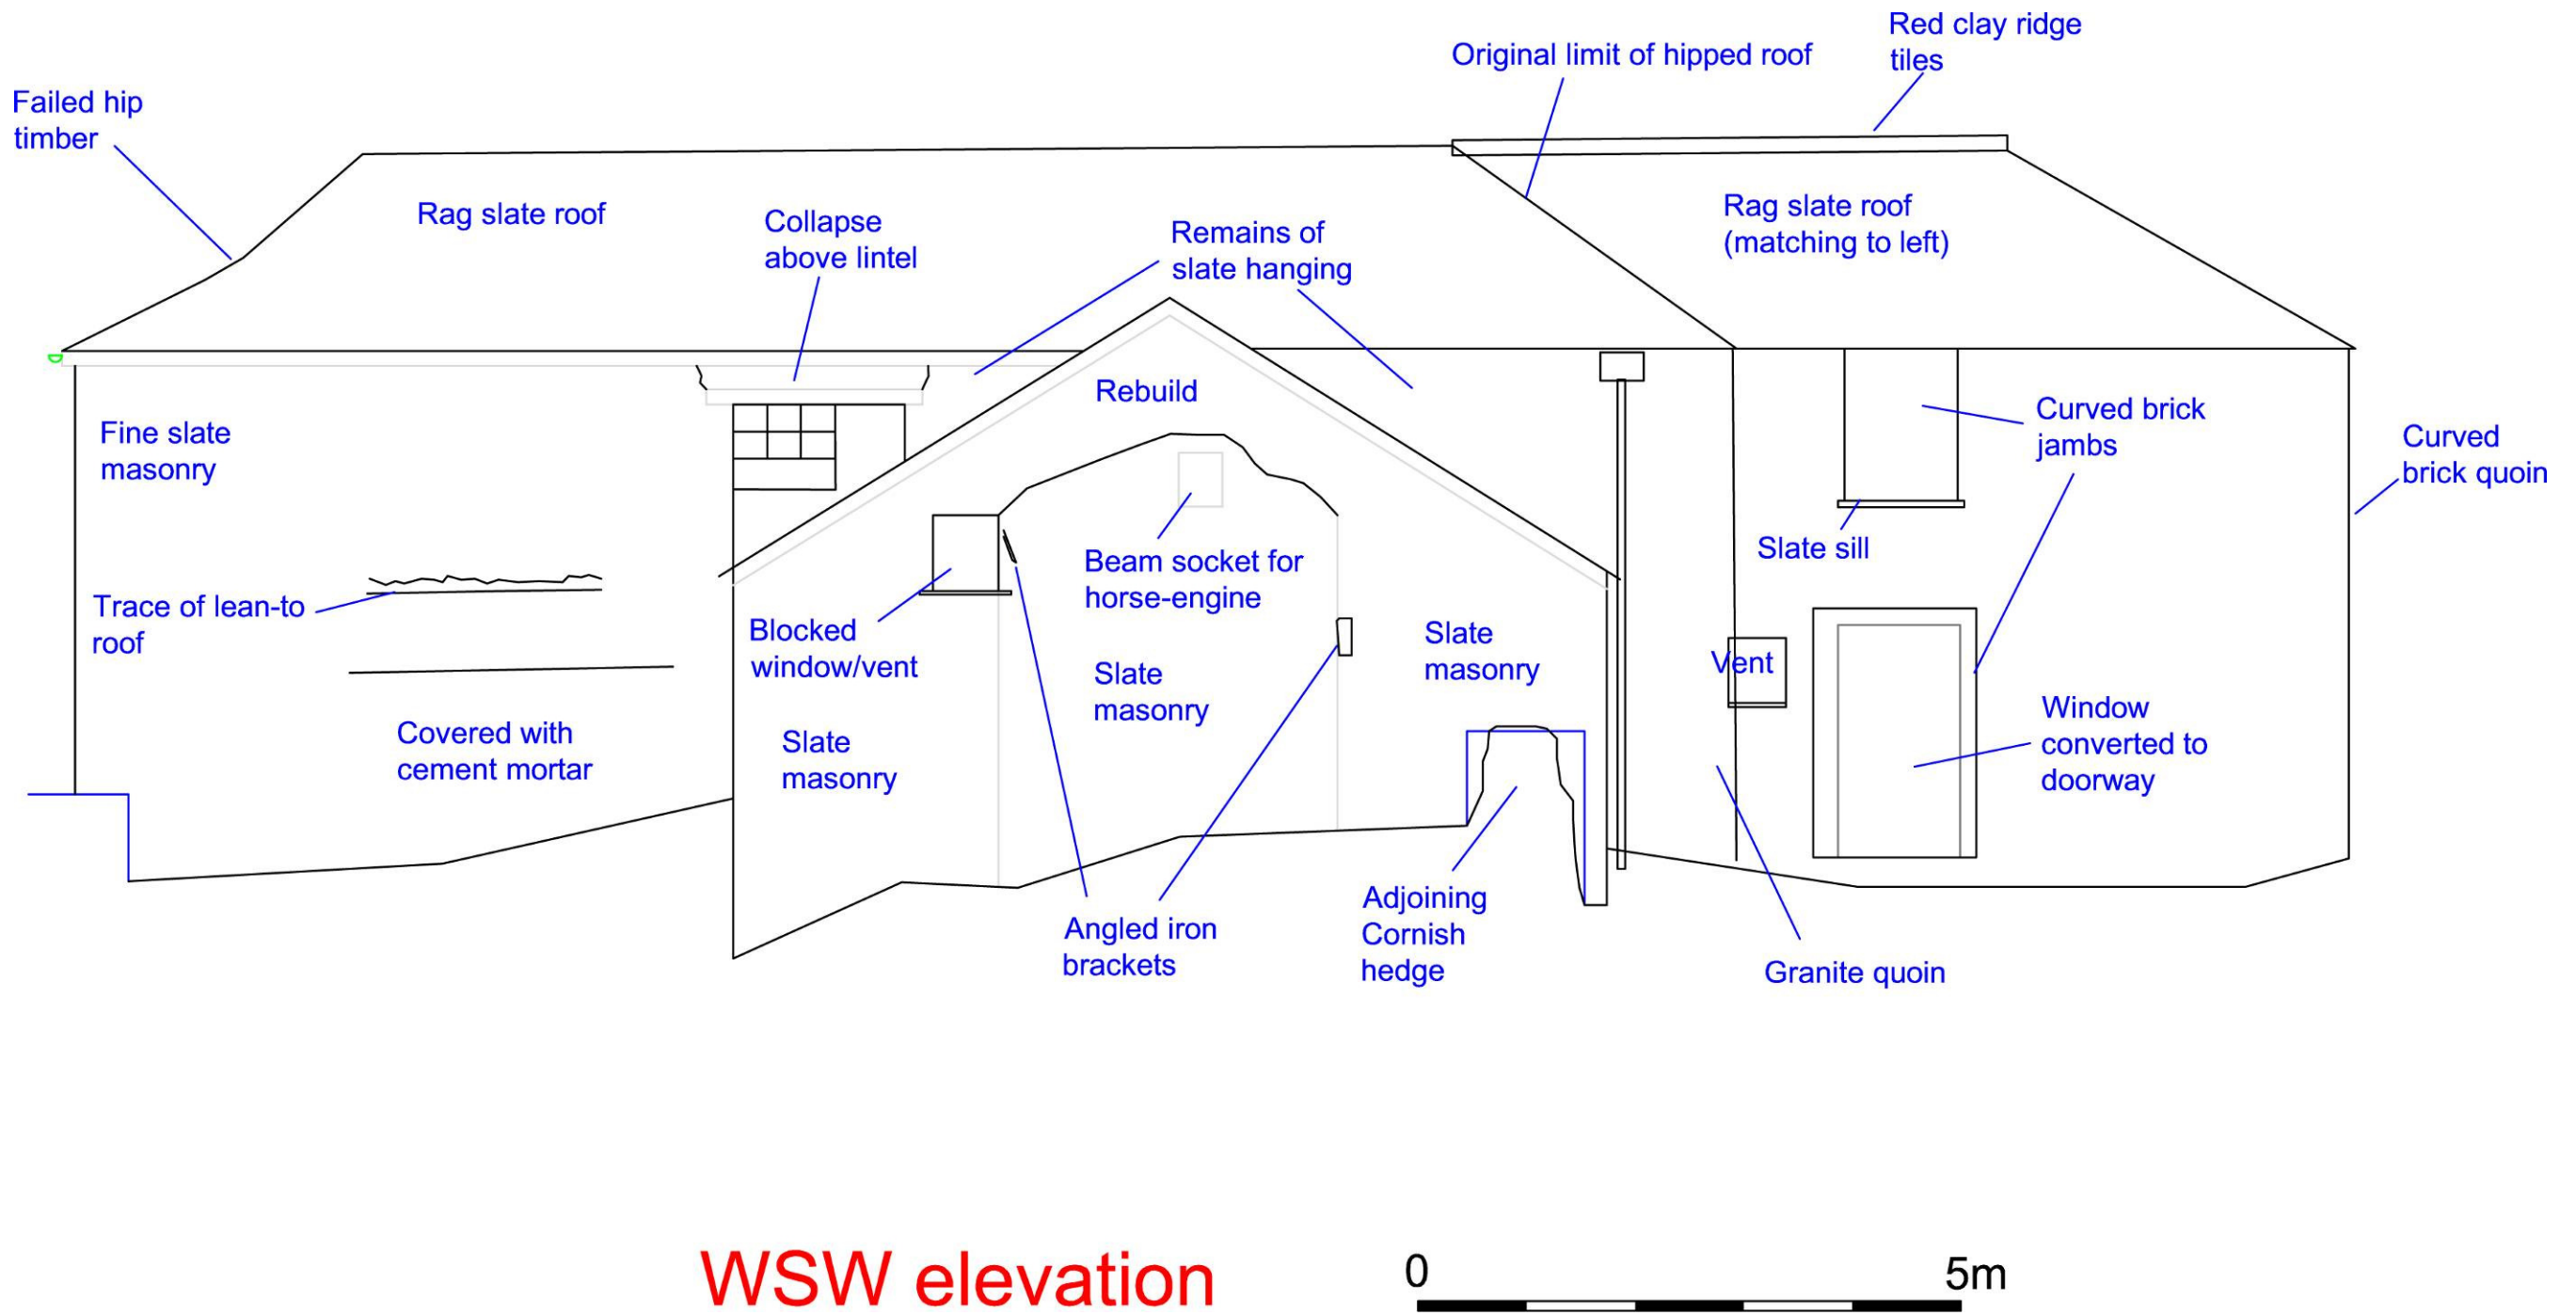 Red clay ridge
tiles
Original limit of hipped roof
Failed hip
timber
Rag slate roof
Collapse
above lintel
Remains of
slate hanging
Rag slate roof
(matching to left)
Rebuild
Curved brick
jambs
Curved
brick quoin
Fine slate
masonry
Slate sill
Beam socket for
horse-engine
Trace of lean-to
roof
Blocked
window/vent
Slate
masonry
Vent
Slate
masonry
Window
converted to
doorway
Covered with
cement mortar
Slate
masonry
Adjoining
Cornish
hedge
Angled iron
brackets
Granite quoin
WSW elevation
0
5m